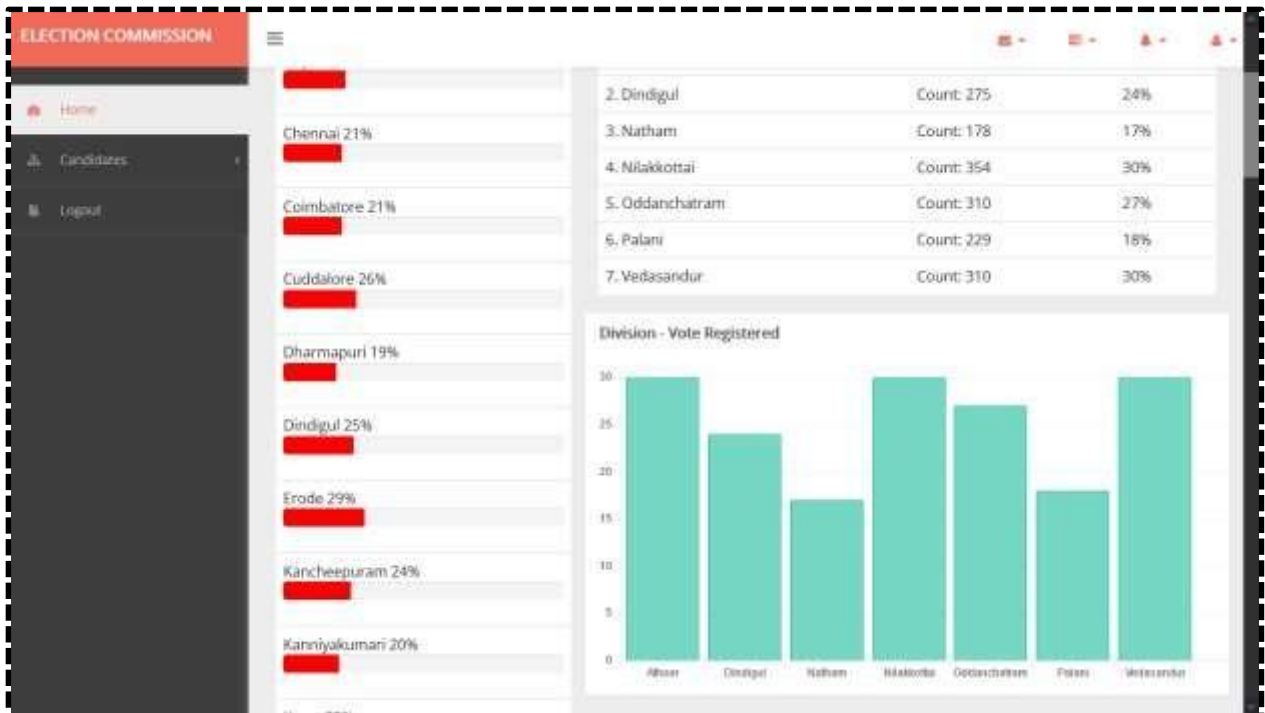 ELECTION COMMISSION
Home
Candidates
Logout
Chennai 21%
Coimbatore 21%
Cuddalore 26%
Dharmapuri 19%
Dindigul 25%
Erode 29%
Kancheepuram 24%
Kanniyakumari 20%
2. Dindigul Count: 275 24%
3. Natham Count: 178 17%
4. Nilakkottai Count: 354 30%
5. Oddanchatram Count: 310 27%
6. Palani Count: 229 18%
7. Vedasandur Count: 310 30%
Division - Vote Registered
30
25
20
15
10
5
0
Dindigul Natham Oddanchatram Palani Vedasandur